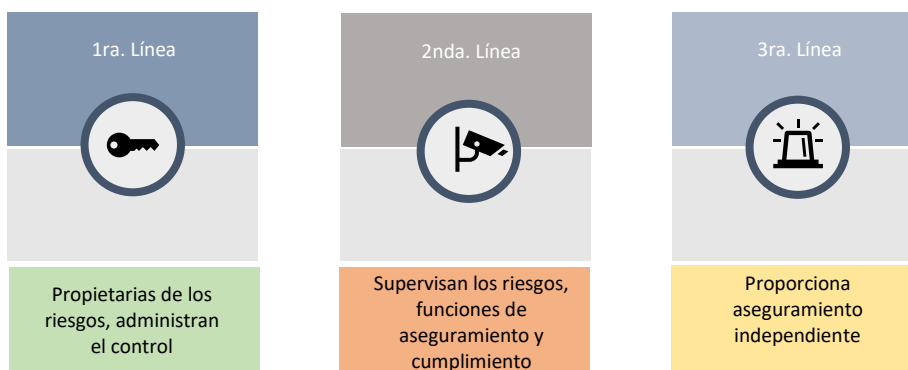 1ra. Línea
Propietarias de los
riesgos, administran
el control
2nda. Línea
Supervisan los riesgos,
funciones de
aseguramiento y
cumplimiento
3ra. Línea
Proporciona
aseguramiento
independiente